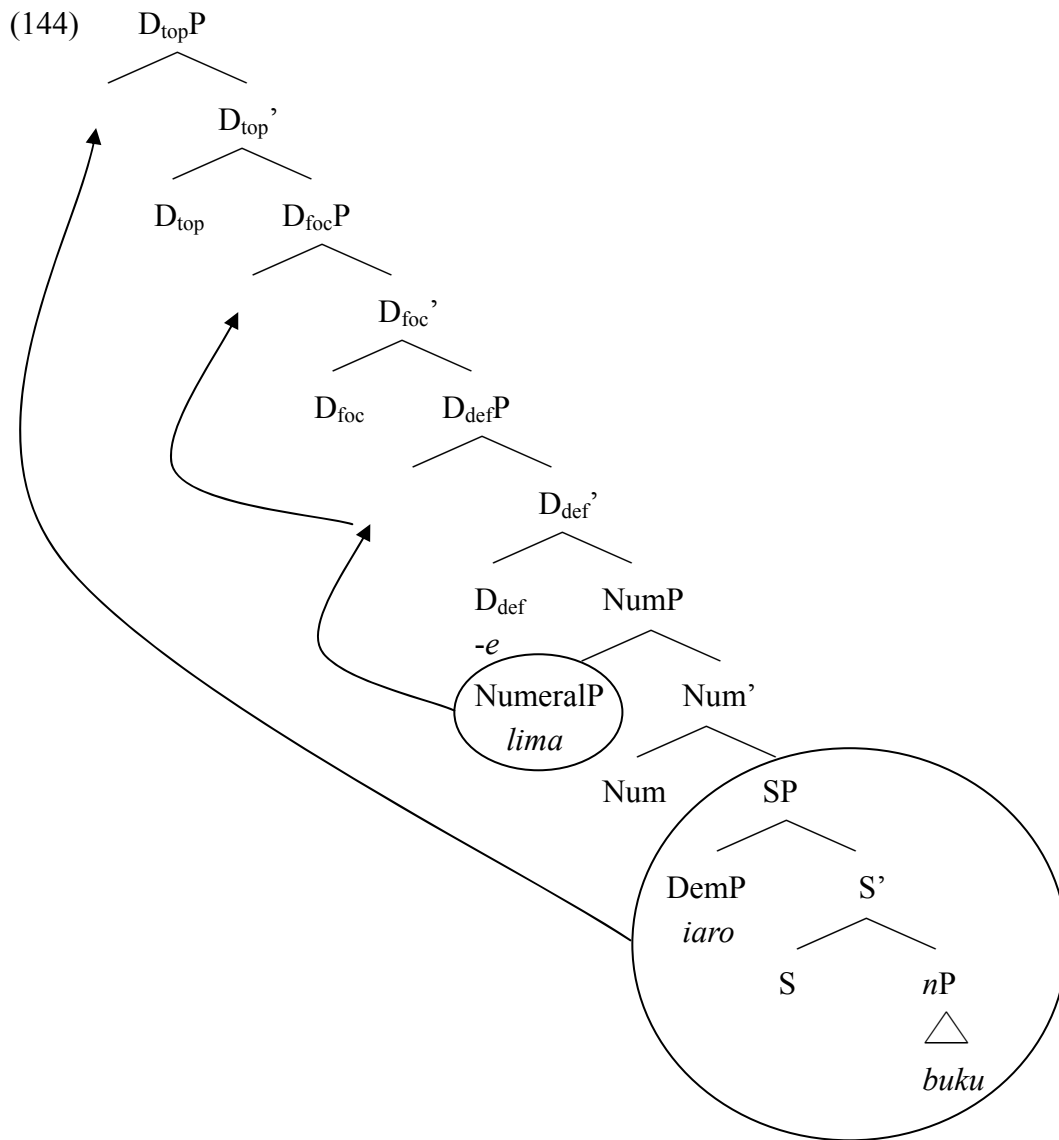 (144) DtopP
Dtop’
Dtop DfocP
Dfoc’
Dfoc DdefP
Ddef’
Ddef NumP
-e
NumeralP Num’
lima
Num SP
DemP S’
iaro
S nP
buku